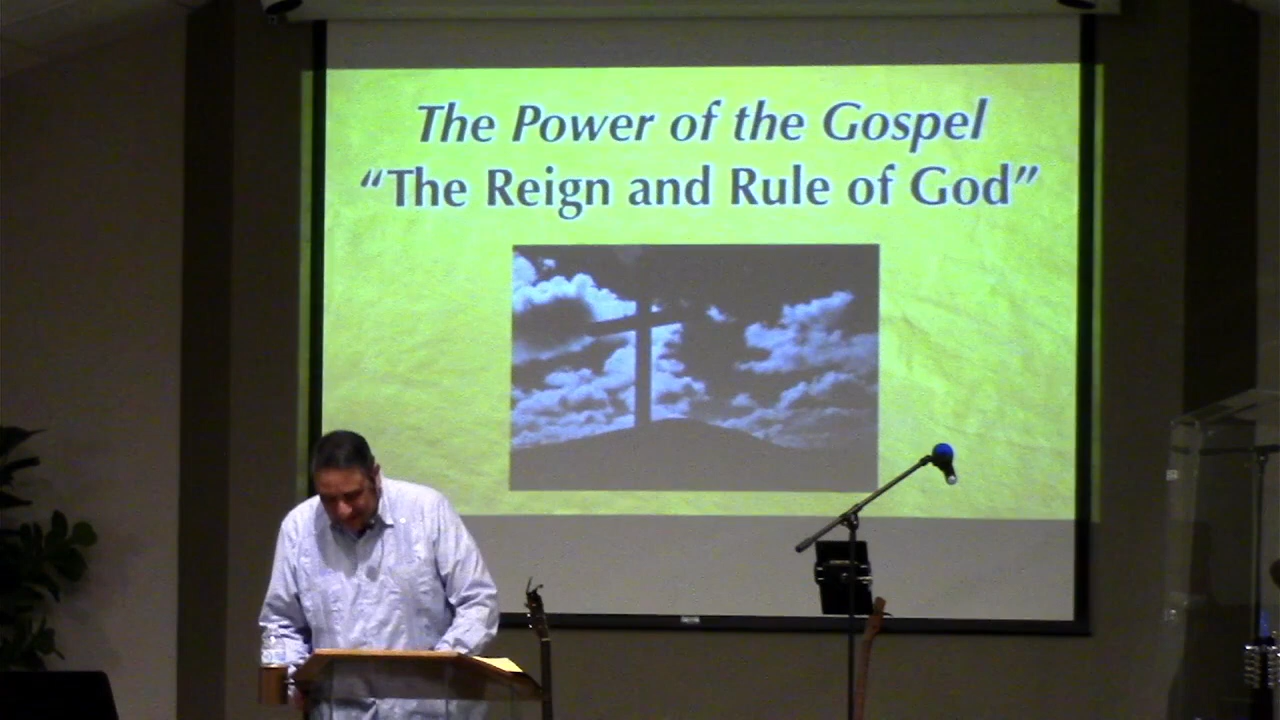 The Power of the Gospel
“The Reign and Rule of God”